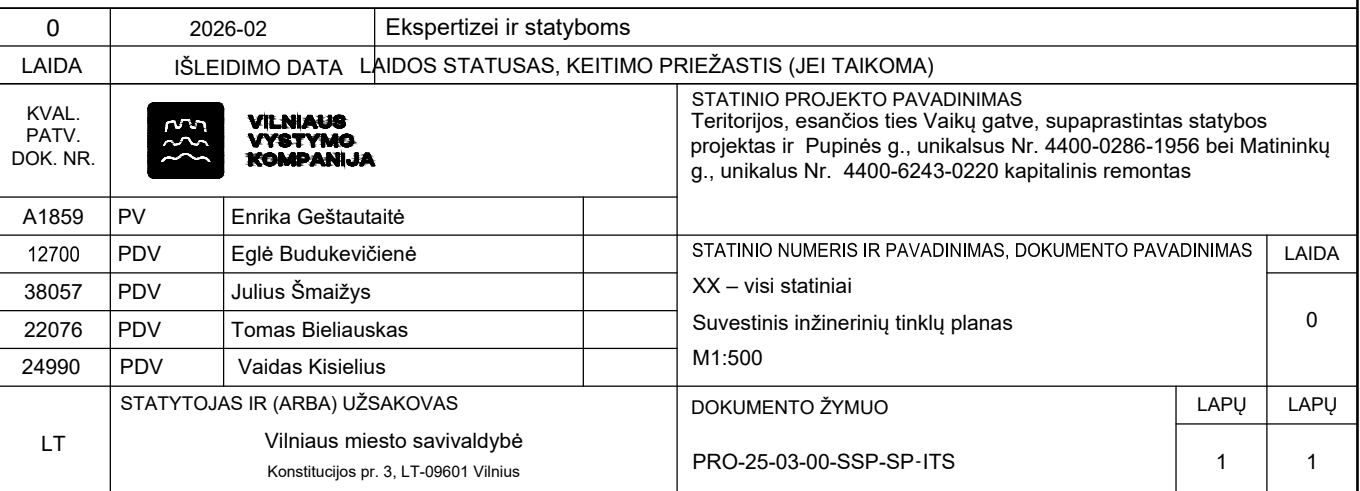 0 2026-02 Ekspertizei ir statyboms
LAIDA IŠLEIDIMO DATA LAIDOS STATUSAS, KEITIMO PRIEŽASTIS (JEI TAIKOMA)
KVAL.
PATV.
DOK. NR.
VILNIAUS
VYSTYMO
KOMPANIJA
STATINIO PROJEKTO PAVADINIMAS
Teritorijos, esančios ties Vaikų gatve, supaprastintas statybos
projektas ir Pupinės g., unikalsus Nr. 4400-0286-1956 bei Matininkų
g., unikalus Nr. 4400-6243-0220 kapitalinis remontas
A1859 PV Enrika Geštautaitė
12700 PDV Eglė Budukevičienė
38057 PDV Julius Šmaižys
22076 PDV Tomas Bieliauskas
24990 PDV Vaidas Kisielius
STATINIO NUMERIS IR PAVADINIMAS, DOKUMENTO PAVADINIMAS
XX – visi statiniai
Suvestinis inžinerinių tinklų planas
M1:500
LAIDA
0
LT
STATYTOJAS IR (ARBA) UŽSAKOVAS
Vilniaus miesto savivaldybė
Konstitucijos pr. 3, LT-09601 Vilnius
DOKUMENTO ŽYMUO
PRO-25-03-00-SSP-SP-ITS
LAPŲ LAPŲ
1 1